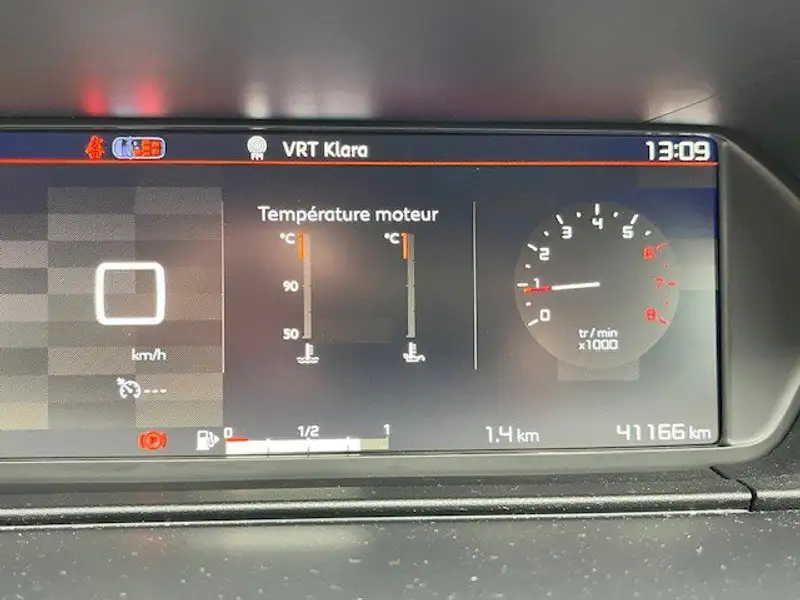 VRT Klara
13:09
Température moteur
°C
°C
90
50
0
km/h
---
0
1
2
3
4
5
6
7
8
tr/min
x1000
P
0
1/2
1
1.4 km
41166 km